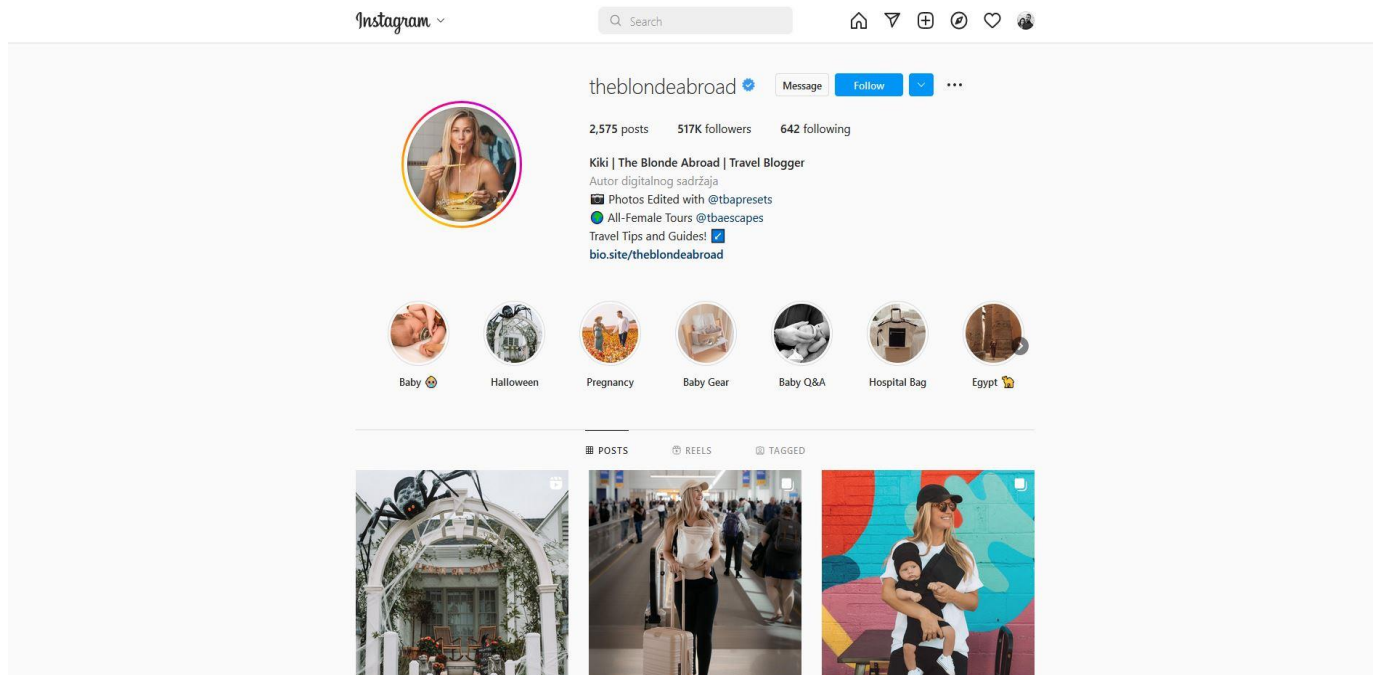 Instagram
Search
theblondeabroad
Message
Follow
2,575 posts 517K followers 642 following
Kiki | The Blonde Abroad | Travel Blogger
Autor digitalnog sadržaja
📷 Photos Edited with @tbapresets
🌍 All-Female Tours @tbaescapes
Travel Tips and Guides! ↙️
bio.site/theblondeabroad
Baby 👶 Halloween Pregnancy Baby Gear Baby Q&A Hospital Bag Egypt 🐪
POSTS REELS TAGGED